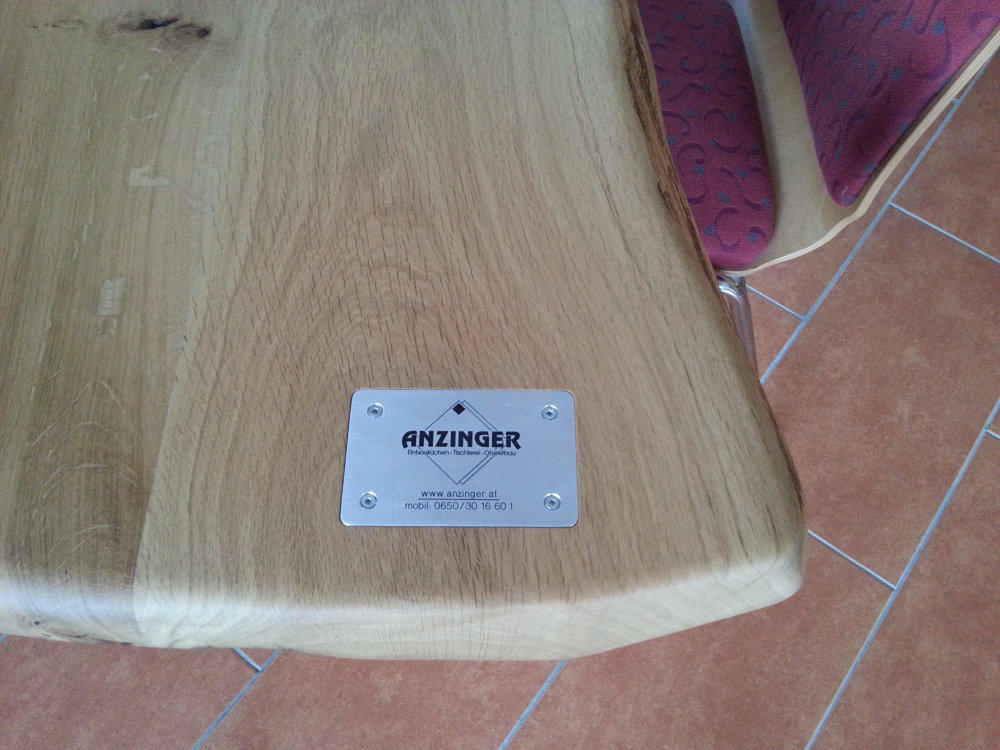 ANZINGER
Einbauküchen-Tischlerei-Objektbau
www.anzinger.at
mobil: 0650/30 16 60 1